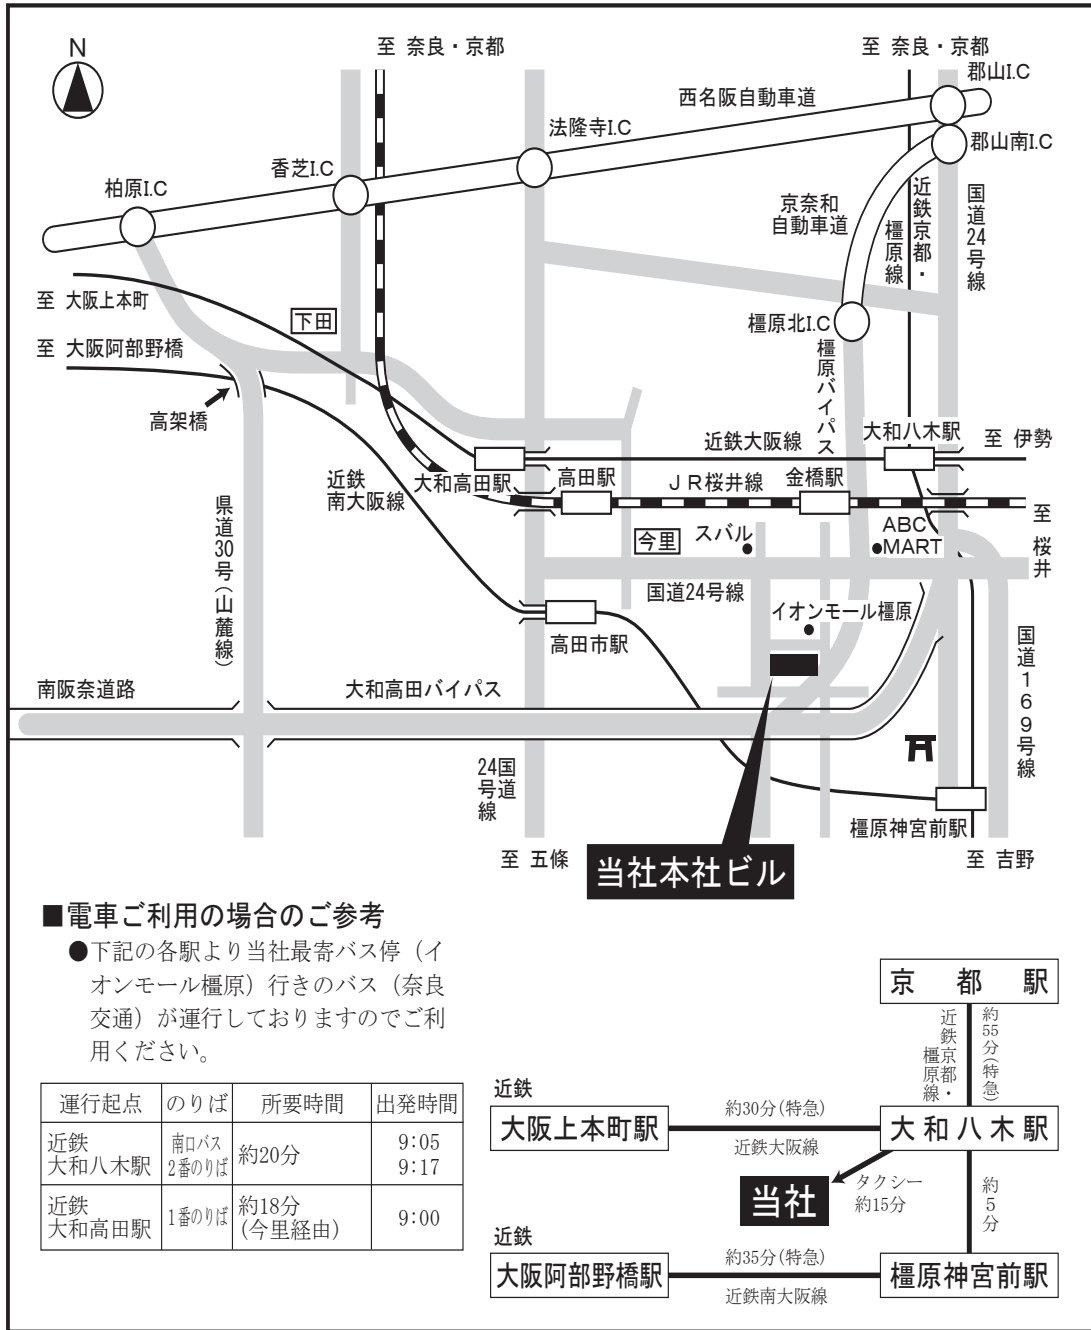 N
至 奈良・京都
至 奈良・京都
郡山I.C
西名阪自動車道
法隆寺I.C
郡山南I.C
香芝I.C
柏原I.C
京奈和
自動車道
近鉄京都・
橿原線
国道24号線
至 大阪上本町
下田
橿原北I.C
至 大阪阿部野橋
橿原バイパス
高架橋
近鉄大阪線
大和八木駅
至 伊勢
近鉄
南大阪線
大和高田駅
高田駅
ＪＲ桜井線
金橋駅
至 桜井
県道30号(山麓線)
今里
スバル
ABC
MART
国道24号線
イオンモール橿原
高田市駅
国道169号線
南阪奈道路
大和高田バイパス
国道
24号線
橿原神宮前駅
至 五條
至 吉野
当社本社ビル
■電車ご利用の場合のご参考
●下記の各駅より当社最寄バス停（イ
オンモール橿原）行きのバス（奈良
交通）が運行しておりますのでご利
用ください。
運行起点 のりば 所要時間 出発時間
近鉄
大和八木駅
南口バス
2番のりば
約20分
9:05
9:17
近鉄
大和高田駅
1番のりば
約18分
(今里経由)
9:00
京都駅
近鉄京都・
橿原線
約55分(特急)
近鉄
大阪上本町駅
約30分(特急)
近鉄大阪線
大和八木駅
当社
タクシー
約15分
約5分
近鉄
大阪阿部野橋駅
約35分(特急)
近鉄南大阪線
橿原神宮前駅